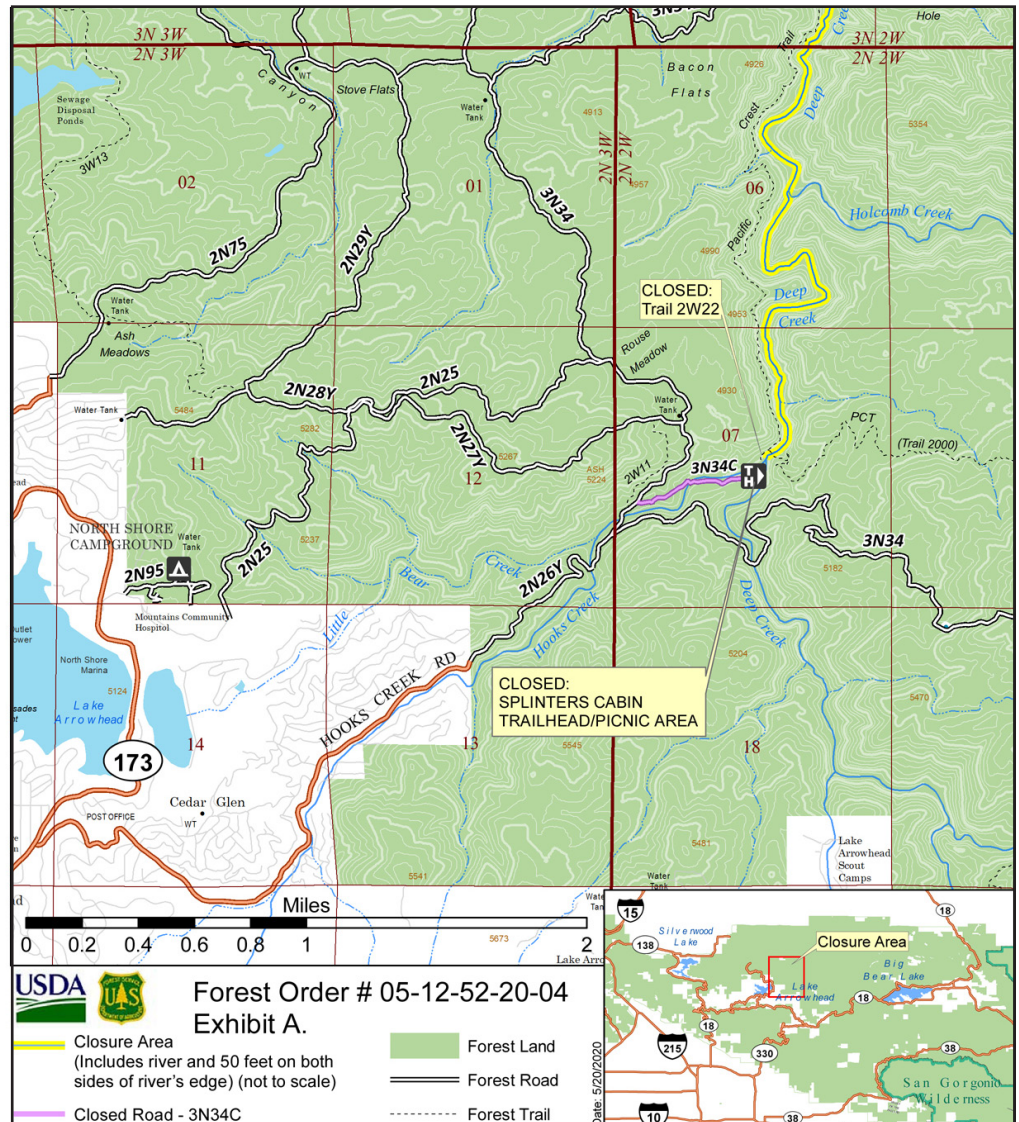 3N 3W
2N 3W
3N34
3N 2W
2N 2W
Hole
Creek
Deep
Trail
Crest
Pacific
4926
5354
Bacon
Flats
Canyon
WT
Stove Flats
Water
Tank
4913
Sewage
Disposal
Ponds
3W13
02
01
2N 3W
2N 2W
4957
06
3N34
Holcomb Creek
2N75
2N29Y
4990
CLOSED:
Trail 2W22
Deep
Creek
4953
Water
Tank
Ash
Meadows
Rouse
Meadow
2N25
2N28Y
4930
Water Tank
5484
5282
Water
Tank
PCT
(Trail 2000)
07
2N27Y
11
12
5267
ASH
5224
2W11
3N34C
T
H
NORTH SHORE
CAMPGROUND
Water
Tank
5237
2N25
2N95
Little
Bear
Creek
2N26Y
Hooks Creek
3N34
5182
Deep Creek
Mountains Community
Hospitol
North Shore
Marina
5124
Lake
Arrowhead
5204
CLOSED:
SPLINTERS CABIN
TRAILHEAD/PICNIC AREA
5470
HOOKS CREEK RD
14
13
5545
18
173
Cedar Glen
WT
POST OFFICE
5541
5481
Lake
Arrowhead
Scout
Camps
Water
Tank
Miles
0 0.2 0.4 0.6 0.8 1 2
5673
15
18
138
Silverwood
Lake
Closure Area
Big
Bear Lake
Lake
Arrowhead
18
18
215
330
38
San Gorgonio
Wilderness
10
38
USDA
FOREST SERVICE
UAS
DEPARTMENT OF AGRICULTURE
Forest Order # 05-12-52-20-04
Exhibit A.
Closure Area
(Includes river and 50 feet on both
sides of river's edge) (not to scale)
Closed Road - 3N34C
Forest Land
Forest Road
Forest Trail
Date: 5/20/2020